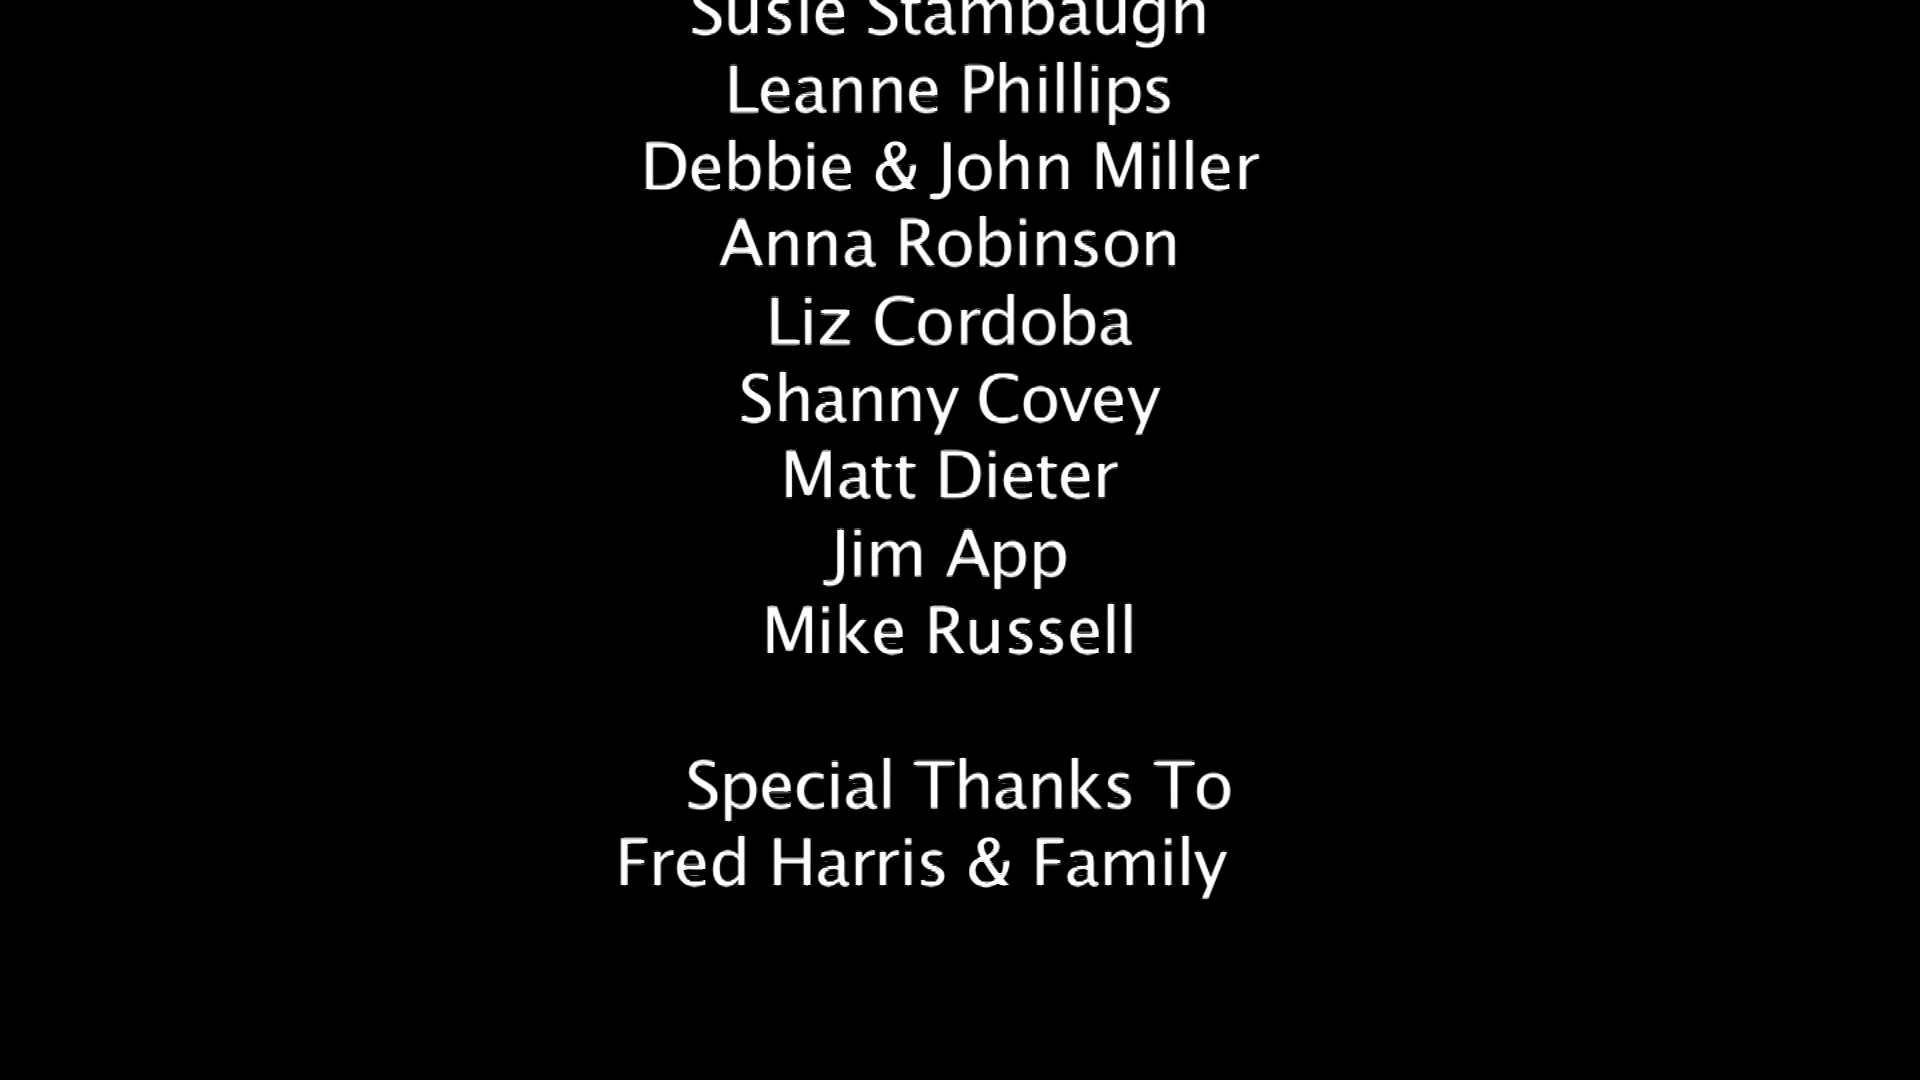 Susie Stambaugh
Leanne Phillips
Debbie & John Miller
Anna Robinson
Liz Cordoba
Shanny Covey
Matt Dieter
Jim App
Mike Russell
Special Thanks To
Fred Harris & Family